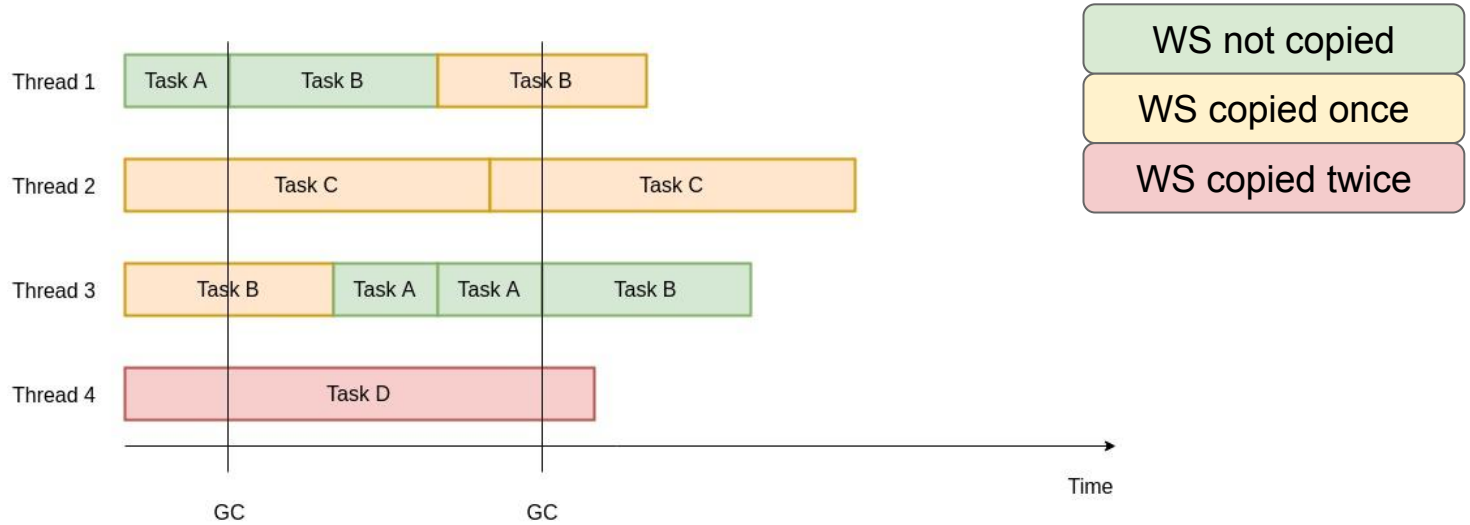 WS not copied
WS copied once
WS copied twice
Thread 1 Task A Task B Task B
Thread 2 Task C Task C
Thread 3 Task B Task A Task A Task B
Thread 4 Task D
Time
GC GC